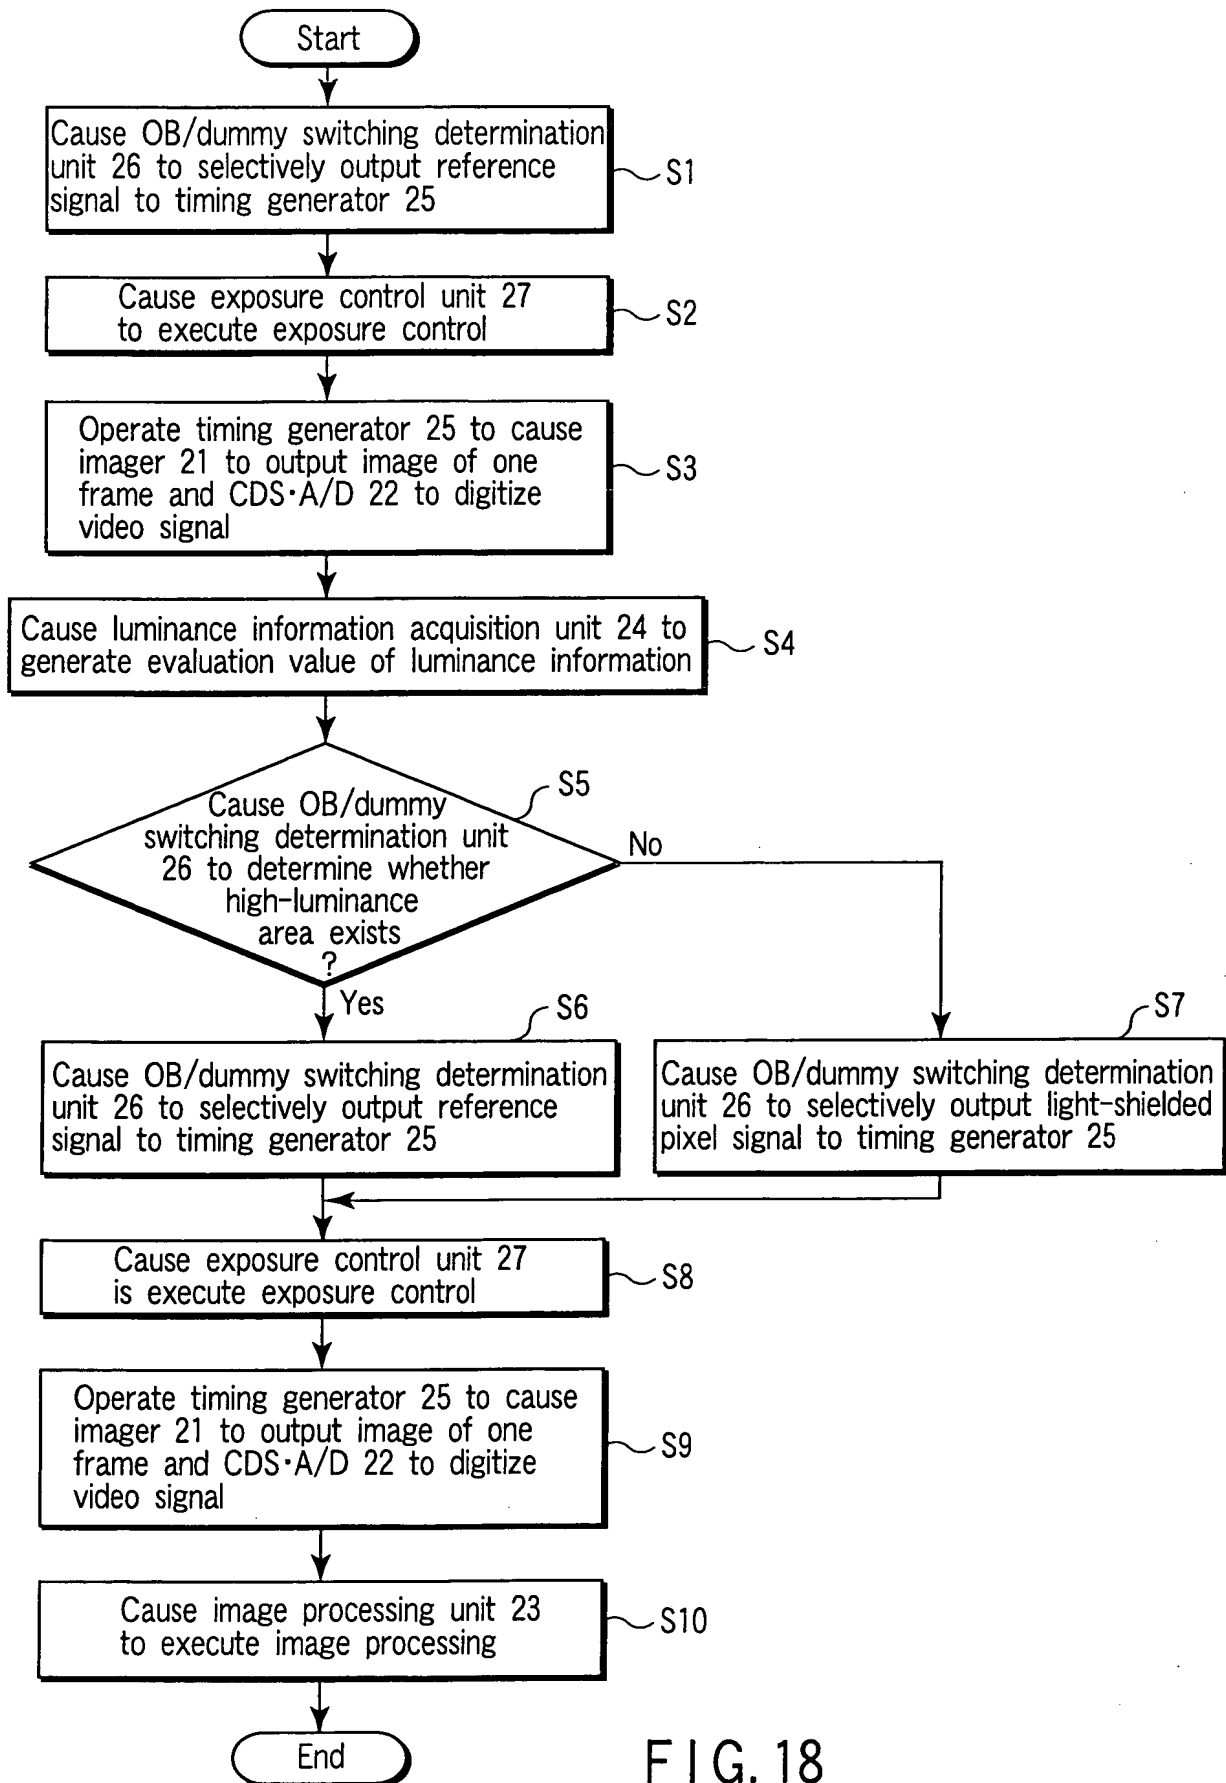 Start
Cause OB/dummy switching determination
unit 26 to selectively output reference
signal to timing generator 25
S1
Cause exposure control unit 27
to execute exposure control
S2
Operate timing generator 25 to cause
imager 21 to output image of one
frame and CDS·A/D 22 to digitize
video signal
S3
Cause luminance information acquisition unit 24 to
generate evaluation value of luminance information
S4
Cause OB/dummy
switching determination unit
26 to determine whether
high-luminance
area exists
?
S5
No
Yes
S6
Cause OB/dummy switching determination
unit 26 to selectively output reference
signal to timing generator 25
S7
Cause OB/dummy switching determination
unit 26 to selectively output light-shielded
pixel signal to timing generator 25
Cause exposure control unit 27
is execute exposure control
S8
Operate timing generator 25 to cause
imager 21 to output image of one
frame and CDS·A/D 22 to digitize
video signal
S9
Cause image processing unit 23
to execute image processing
S10
End
FIG. 18